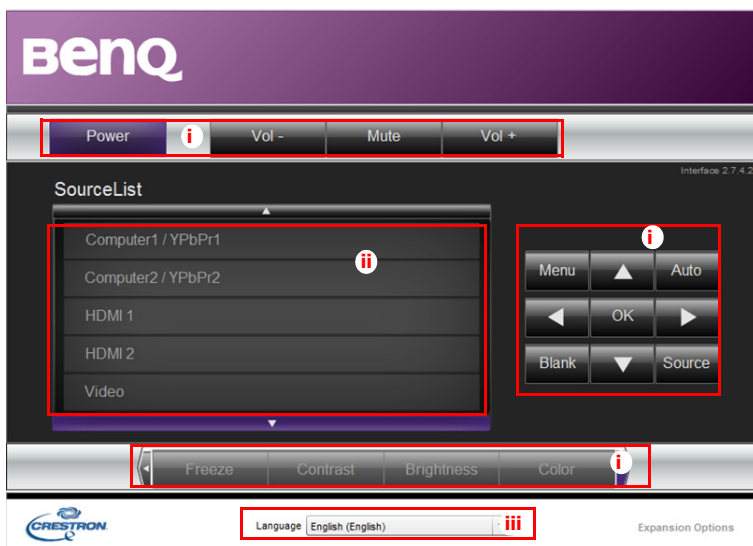 BenQ
Power i Vol - Mute Vol +
Interface 2.7.4.2
SourceList
Computer1 / YPbPr1
Computer2 / YPbPr2
HDMI 1
HDMI 2
Video
ii
i
Menu Auto
OK
Blank Source
Freeze Contrast Brightness Color i
CRESTRON
Language English (English) iii
Expansion Options